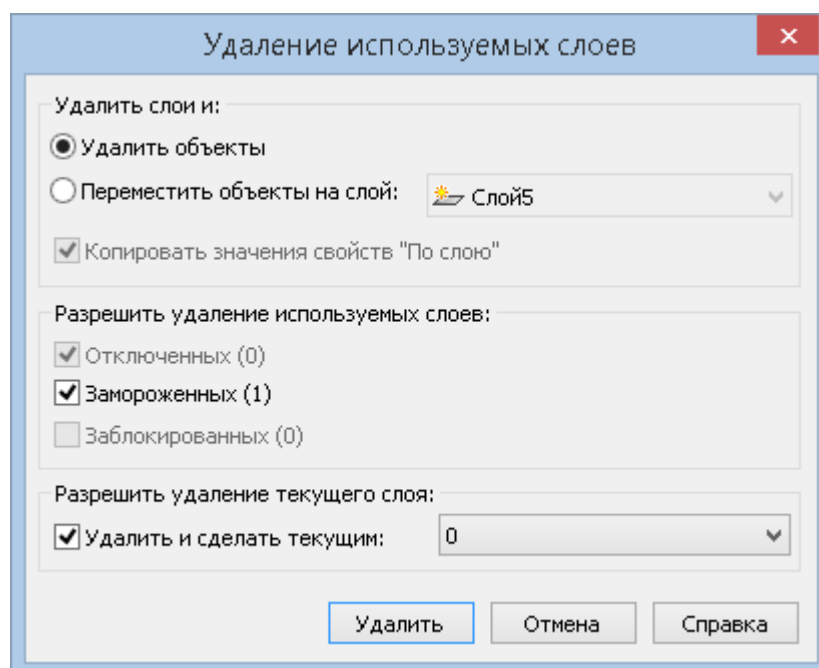 Удаление используемых слоев
Удалить слои и:
Удалить объекты
Переместить объекты на слой: Слой5
Копировать значения свойств "По слою"
Разрешить удаление используемых слоев:
Отключенных (0)
Замороженных (1)
Заблокированных (0)
Разрешить удаление текущего слоя:
Удалить и сделать текущим: 0
Удалить Отмена Справка